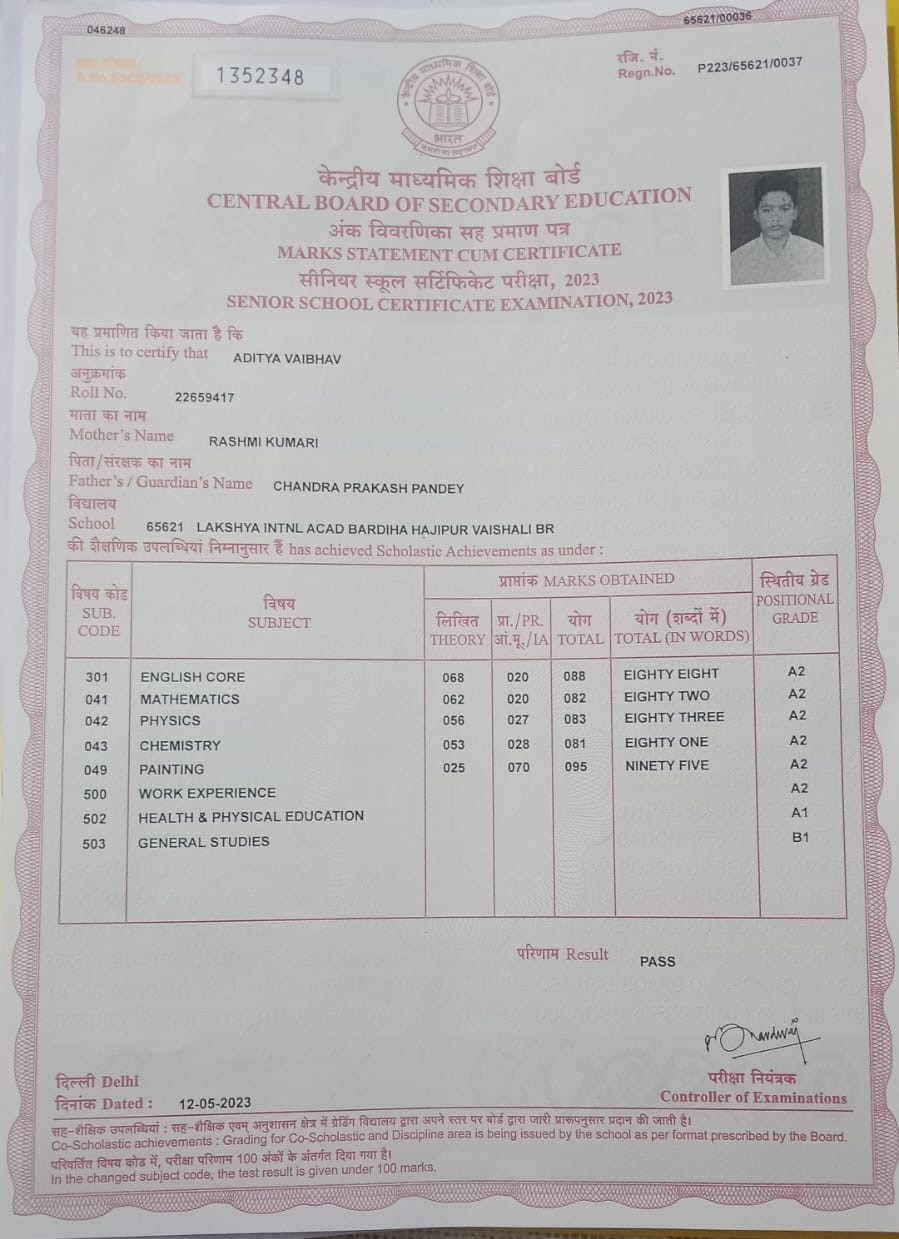 046248
65621/00036
1352348
रजि. नं.
Regn.No. P223/65621/0037
केन्द्रीय माध्यमिक शिक्षा बोर्ड
भारत
केन्द्रीय माध्यमिक शिक्षा बोर्ड
CENTRAL BOARD OF SECONDARY EDUCATION
अंक विवरणिका सह प्रमाण पत्र
MARKS STATEMENT CUM CERTIFICATE
सीनियर स्कूल सर्टिफिकेट परीक्षा, 2023
SENIOR SCHOOL CERTIFICATE EXAMINATION, 2023
यह प्रमाणित किया जाता है कि
This is to certify that ADITYA VAIBHAV
अनुक्रमांक
Roll No. 22659417
माता का नाम
Mother's Name RASHMI KUMARI
पिता/संरक्षक का नाम
Father's / Guardian's Name CHANDRA PRAKASH PANDEY
विद्यालय
School 65621 LAKSHYA INTNL ACAD BARDIHA HAJIPUR VAISHALI BR
की शैक्षणिक उपलब्धियां निम्नानुसार हैं has achieved Scholastic Achievements as under :
विषय कोड
SUB.
CODE
विषय
SUBJECT
प्राप्तांक MARKS OBTAINED
लिखित
THEORY
प्रा./PR.
आं.मू./IA
योग
TOTAL
योग (शब्दों में)
TOTAL (IN WORDS)
स्थितीय ग्रेड
POSITIONAL
GRADE
301 ENGLISH CORE 068 020 088 EIGHTY EIGHT A2
041 MATHEMATICS 062 020 082 EIGHTY TWO A2
042 PHYSICS 056 027 083 EIGHTY THREE A2
043 CHEMISTRY 053 028 081 EIGHTY ONE A2
049 PAINTING 025 070 095 NINETY FIVE A2
500 WORK EXPERIENCE A2
502 HEALTH & PHYSICAL EDUCATION A1
503 GENERAL STUDIES B1
परिणाम Result PASS
दिल्ली Delhi
दिनांक Dated : 12-05-2023
परीक्षा नियंत्रक
Controller of Examinations
सह-शैक्षिक उपलब्धियां : सह-शैक्षिक एवम् अनुशासन क्षेत्र में ग्रेडिंग विद्यालय द्वारा अपने स्तर पर बोर्ड द्वारा जारी प्रारूपनुसार प्रदान की जाती है।
Co-Scholastic achievements : Grading for Co-Scholastic and Discipline area is being issued by the school as per format prescribed by the Board.
परिवर्तित विषय कोड में, परीक्षा परिणाम 100 अंकों के अंतर्गत दिया गया है।
In the changed subject code, the test result is given under 100 marks.